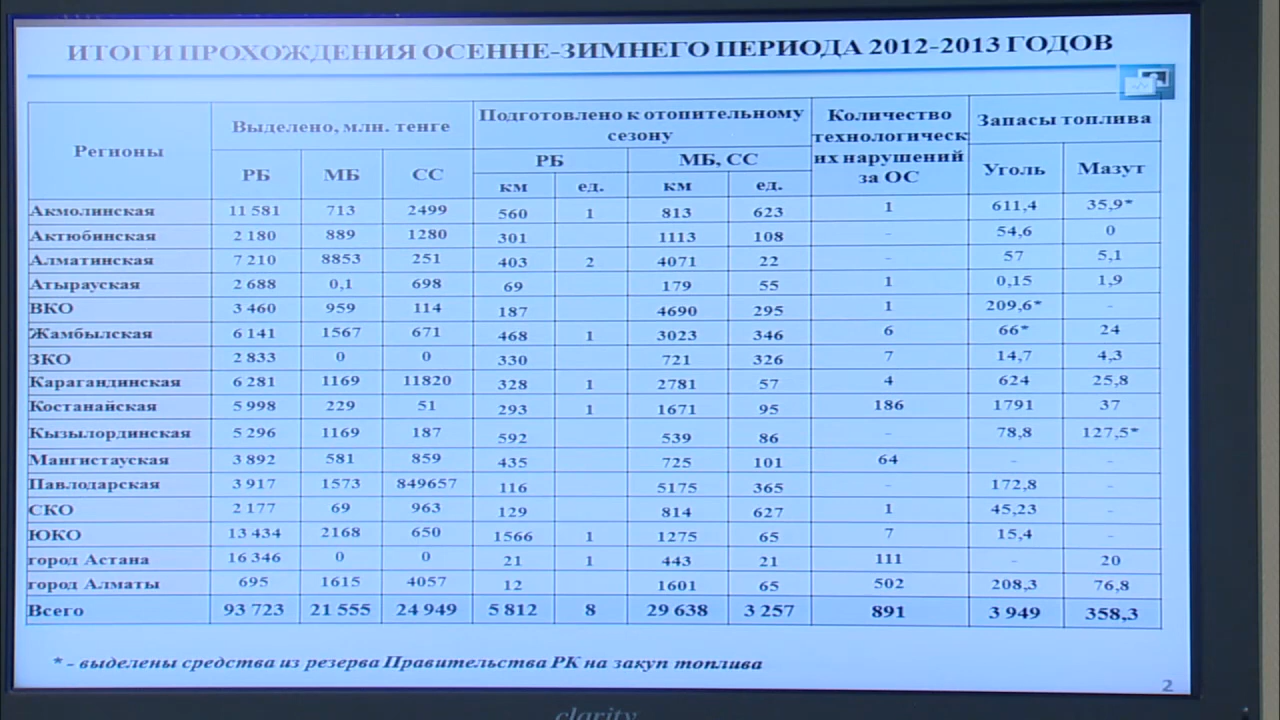 ИТОГИ ПРОХОЖДЕНИЯ ОСЕННЕ-ЗИМНЕГО ПЕРИОДА 2012-2013 ГОДОВ
Регионы Выделено, млн. тенге Подготовлено к отопительному сезону Количество технологическ их нарушений за ОС Запасы топлива
РБ МБ СС РБ МБ, СС Уголь Мазут
км ед. км ед.
Акмолинская 11 581 713 2499 560 1 813 623 1 611,4 35,9*
Актюбинская 2 180 889 1280 301 1113 108 - 54,6 0
Алматинская 7 210 8853 251 403 2 4071 22 - 57 5,1
Атырауская 2 688 0,1 698 69 179 55 1 0,15 1,9
ВКО 3 460 959 114 187 4690 295 1 209,6* -
Жамбылская 6 141 1567 671 468 1 3023 346 6 66* 24
ЗКО 2 833 0 0 330 721 326 7 14,7 4,3
Карагандинская 6 281 1169 11820 328 1 2781 57 4 624 25,8
Костанайская 5 998 229 51 293 1 1671 95 186 1791 37
Кызылординская 5 296 1169 187 592 539 86 - 78,8 127,5*
Мангистауская 3 892 581 859 435 725 101 64 - -
Павлодарская 3 917 1573 849657 116 5175 365 - 172,8 -
СКО 2 177 69 963 129 814 627 1 45,23 -
ЮКО 13 434 2168 650 1566 1 1275 65 7 15,4 -
город Астана 16 346 0 0 21 1 443 21 111 - 20
город Алматы 695 1615 4057 12 1601 65 502 208,3 76,8
Всего 93 723 21 555 24 949 5 812 8 29 638 3 257 891 3 949 358,3
* - выделены средства из резерва Правительства РК на закуп топлива
2
clarity